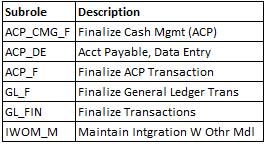 Subrole Description
ACP_CMG_F Finalize Cash Mgmt (ACP)
ACP_DE Acct Payable, Data Entry
ACP_F Finalize ACP Transaction
GL_F Finalize General Ledger Trans
GL_FIN Finalize Transactions
IWOM_M Maintain Intgration W Othr Mdl